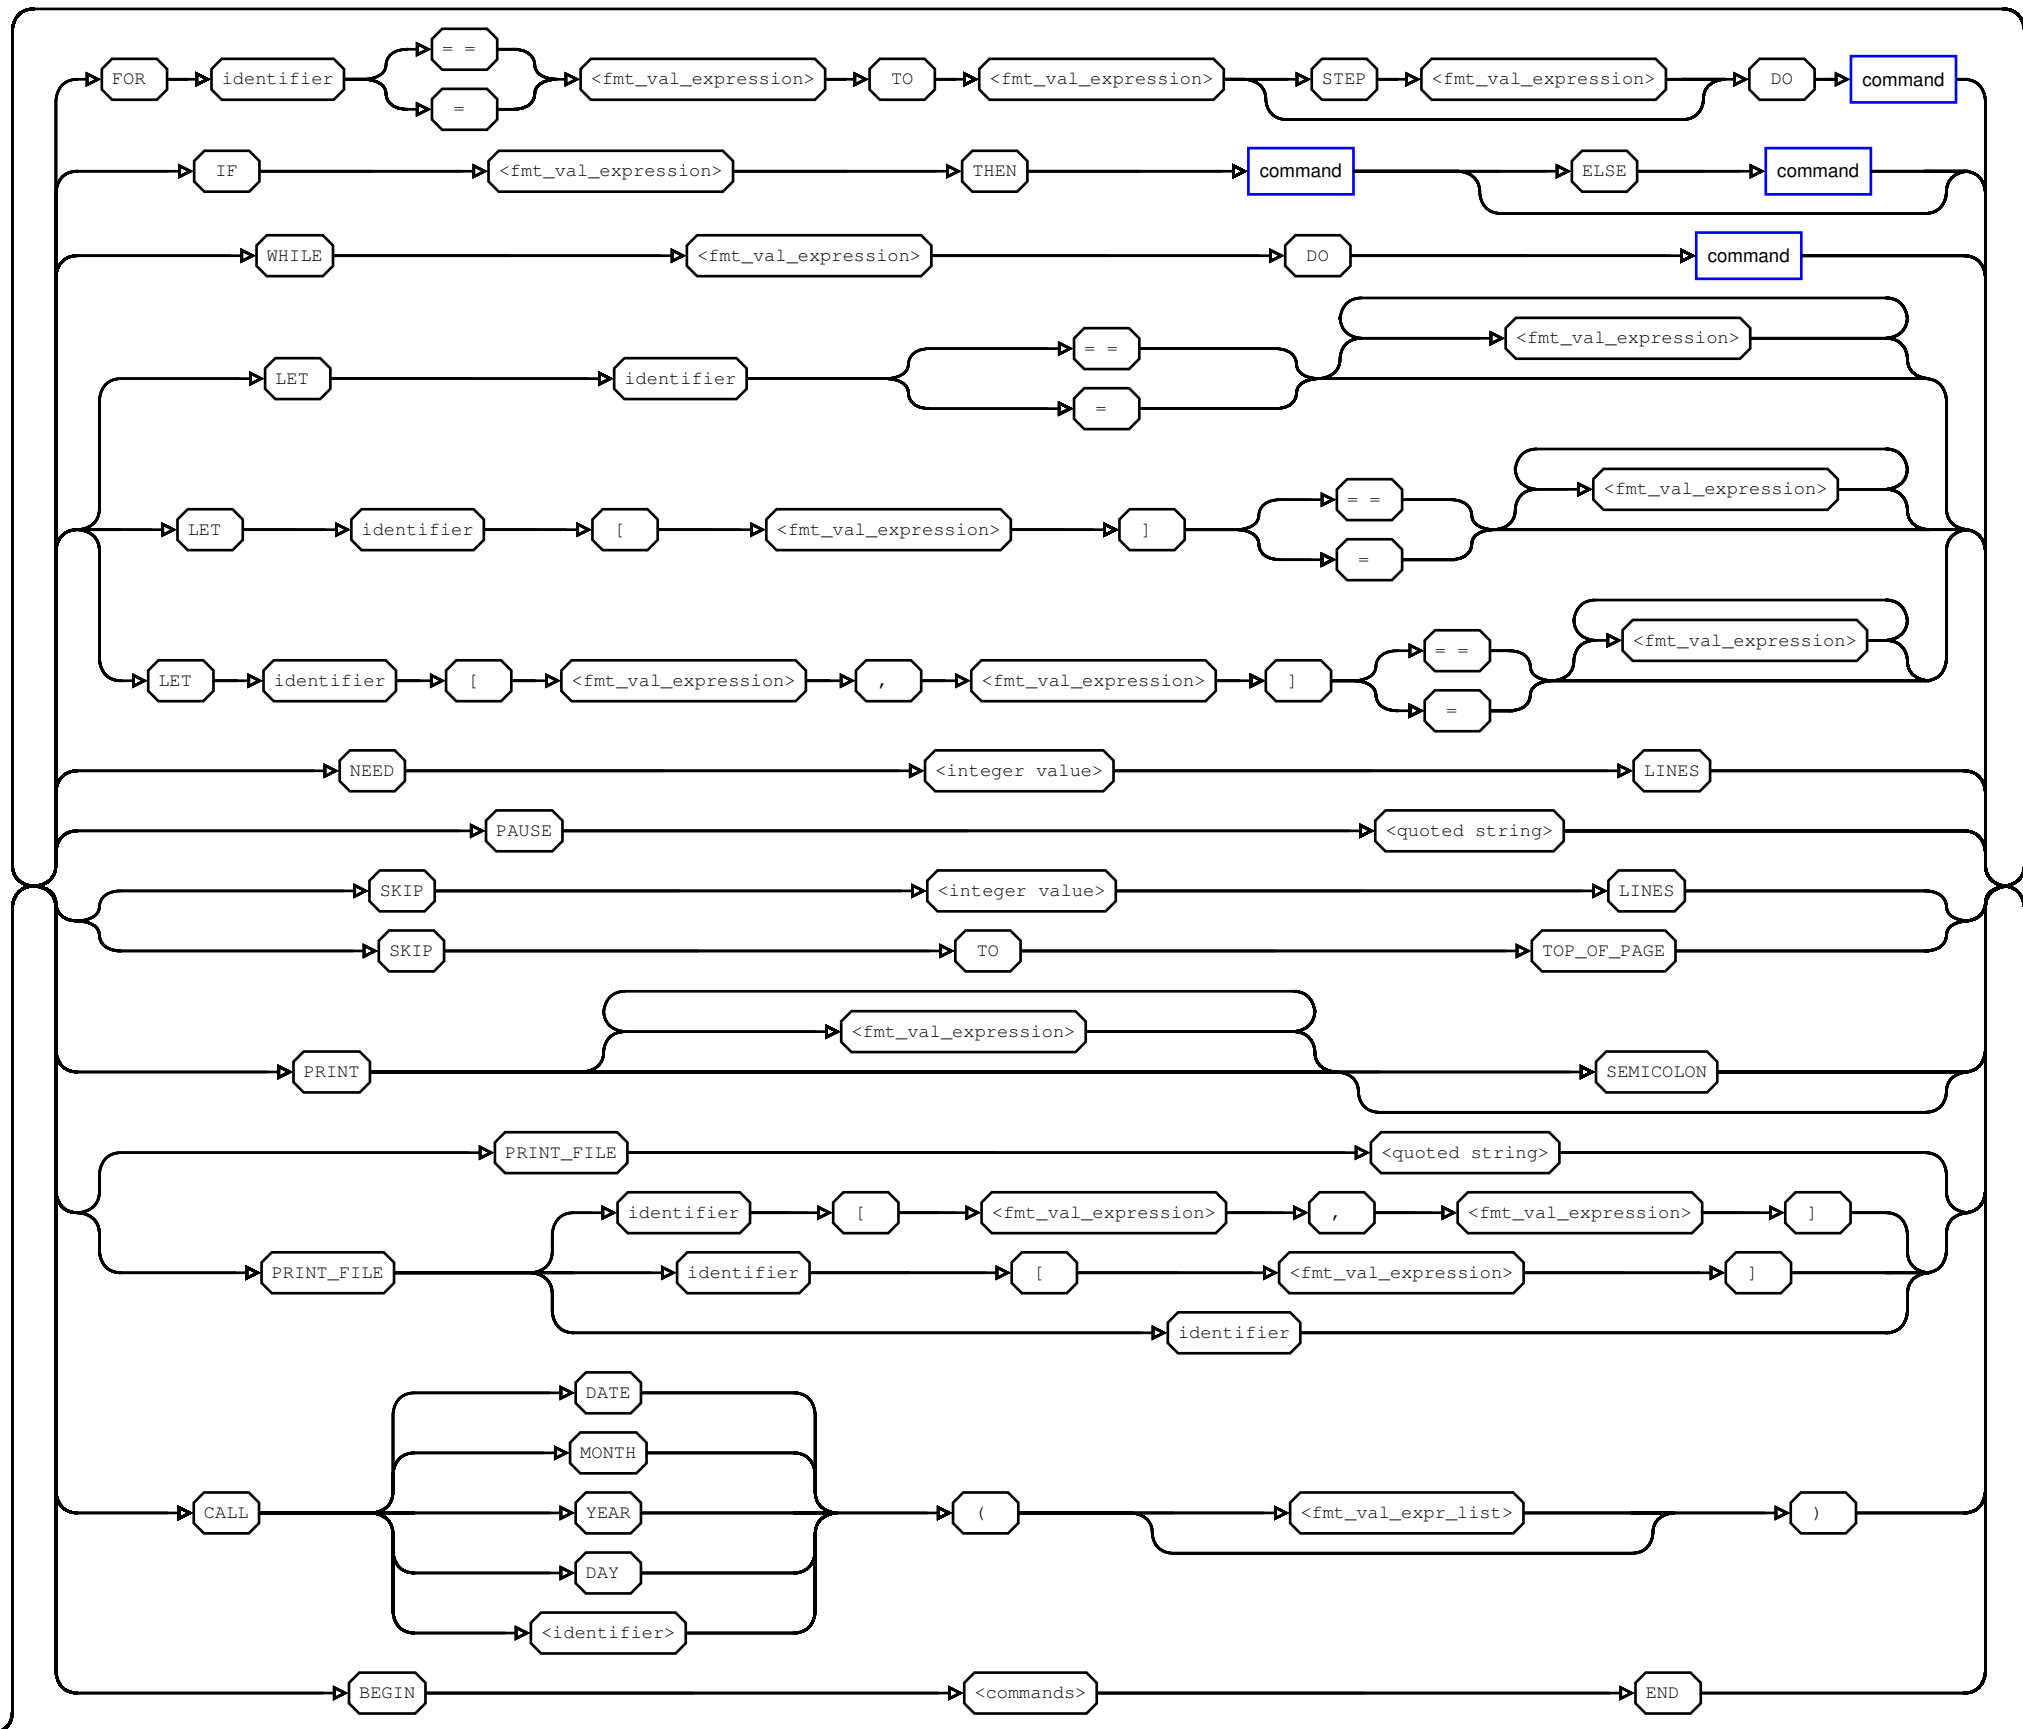 = =
FOR identifier <fmt_val_expression> TO <fmt_val_expression> STEP <fmt_val_expression> DO command
=
IF <fmt_val_expression> THEN command ELSE command
WHILE <fmt_val_expression> DO command
<fmt_val_expression>
= =
LET identifier
=
<fmt_val_expression>
= =
LET identifier [ <fmt_val_expression> ]
=
<fmt_val_expression>
= =
LET identifier [ <fmt_val_expression> , <fmt_val_expression> ]
=
NEED <integer value> LINES
PAUSE <quoted string>
SKIP <integer value> LINES
SKIP TO TOP_OF_PAGE
<fmt_val_expression>
PRINT SEMICOLON
PRINT_FILE <quoted string>
identifier [ <fmt_val_expression> , <fmt_val_expression> ]
PRINT_FILE identifier [ <fmt_val_expression> ]
identifier
DATE
MONTH
CALL YEAR ( <fmt_val_expr_list> )
DAY
<identifier>
BEGIN <commands> END